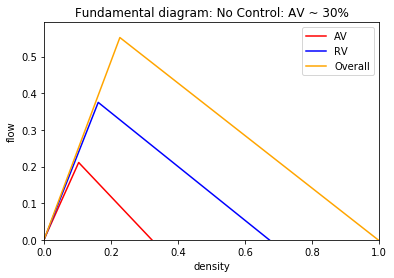 Fundamental diagram: No Control: AV ~ 30%
AV
RV
Overall
flow
0.5
0.4
0.3
0.2
0.1
0.0
0.0 0.2 0.4 0.6 0.8 1.0
density